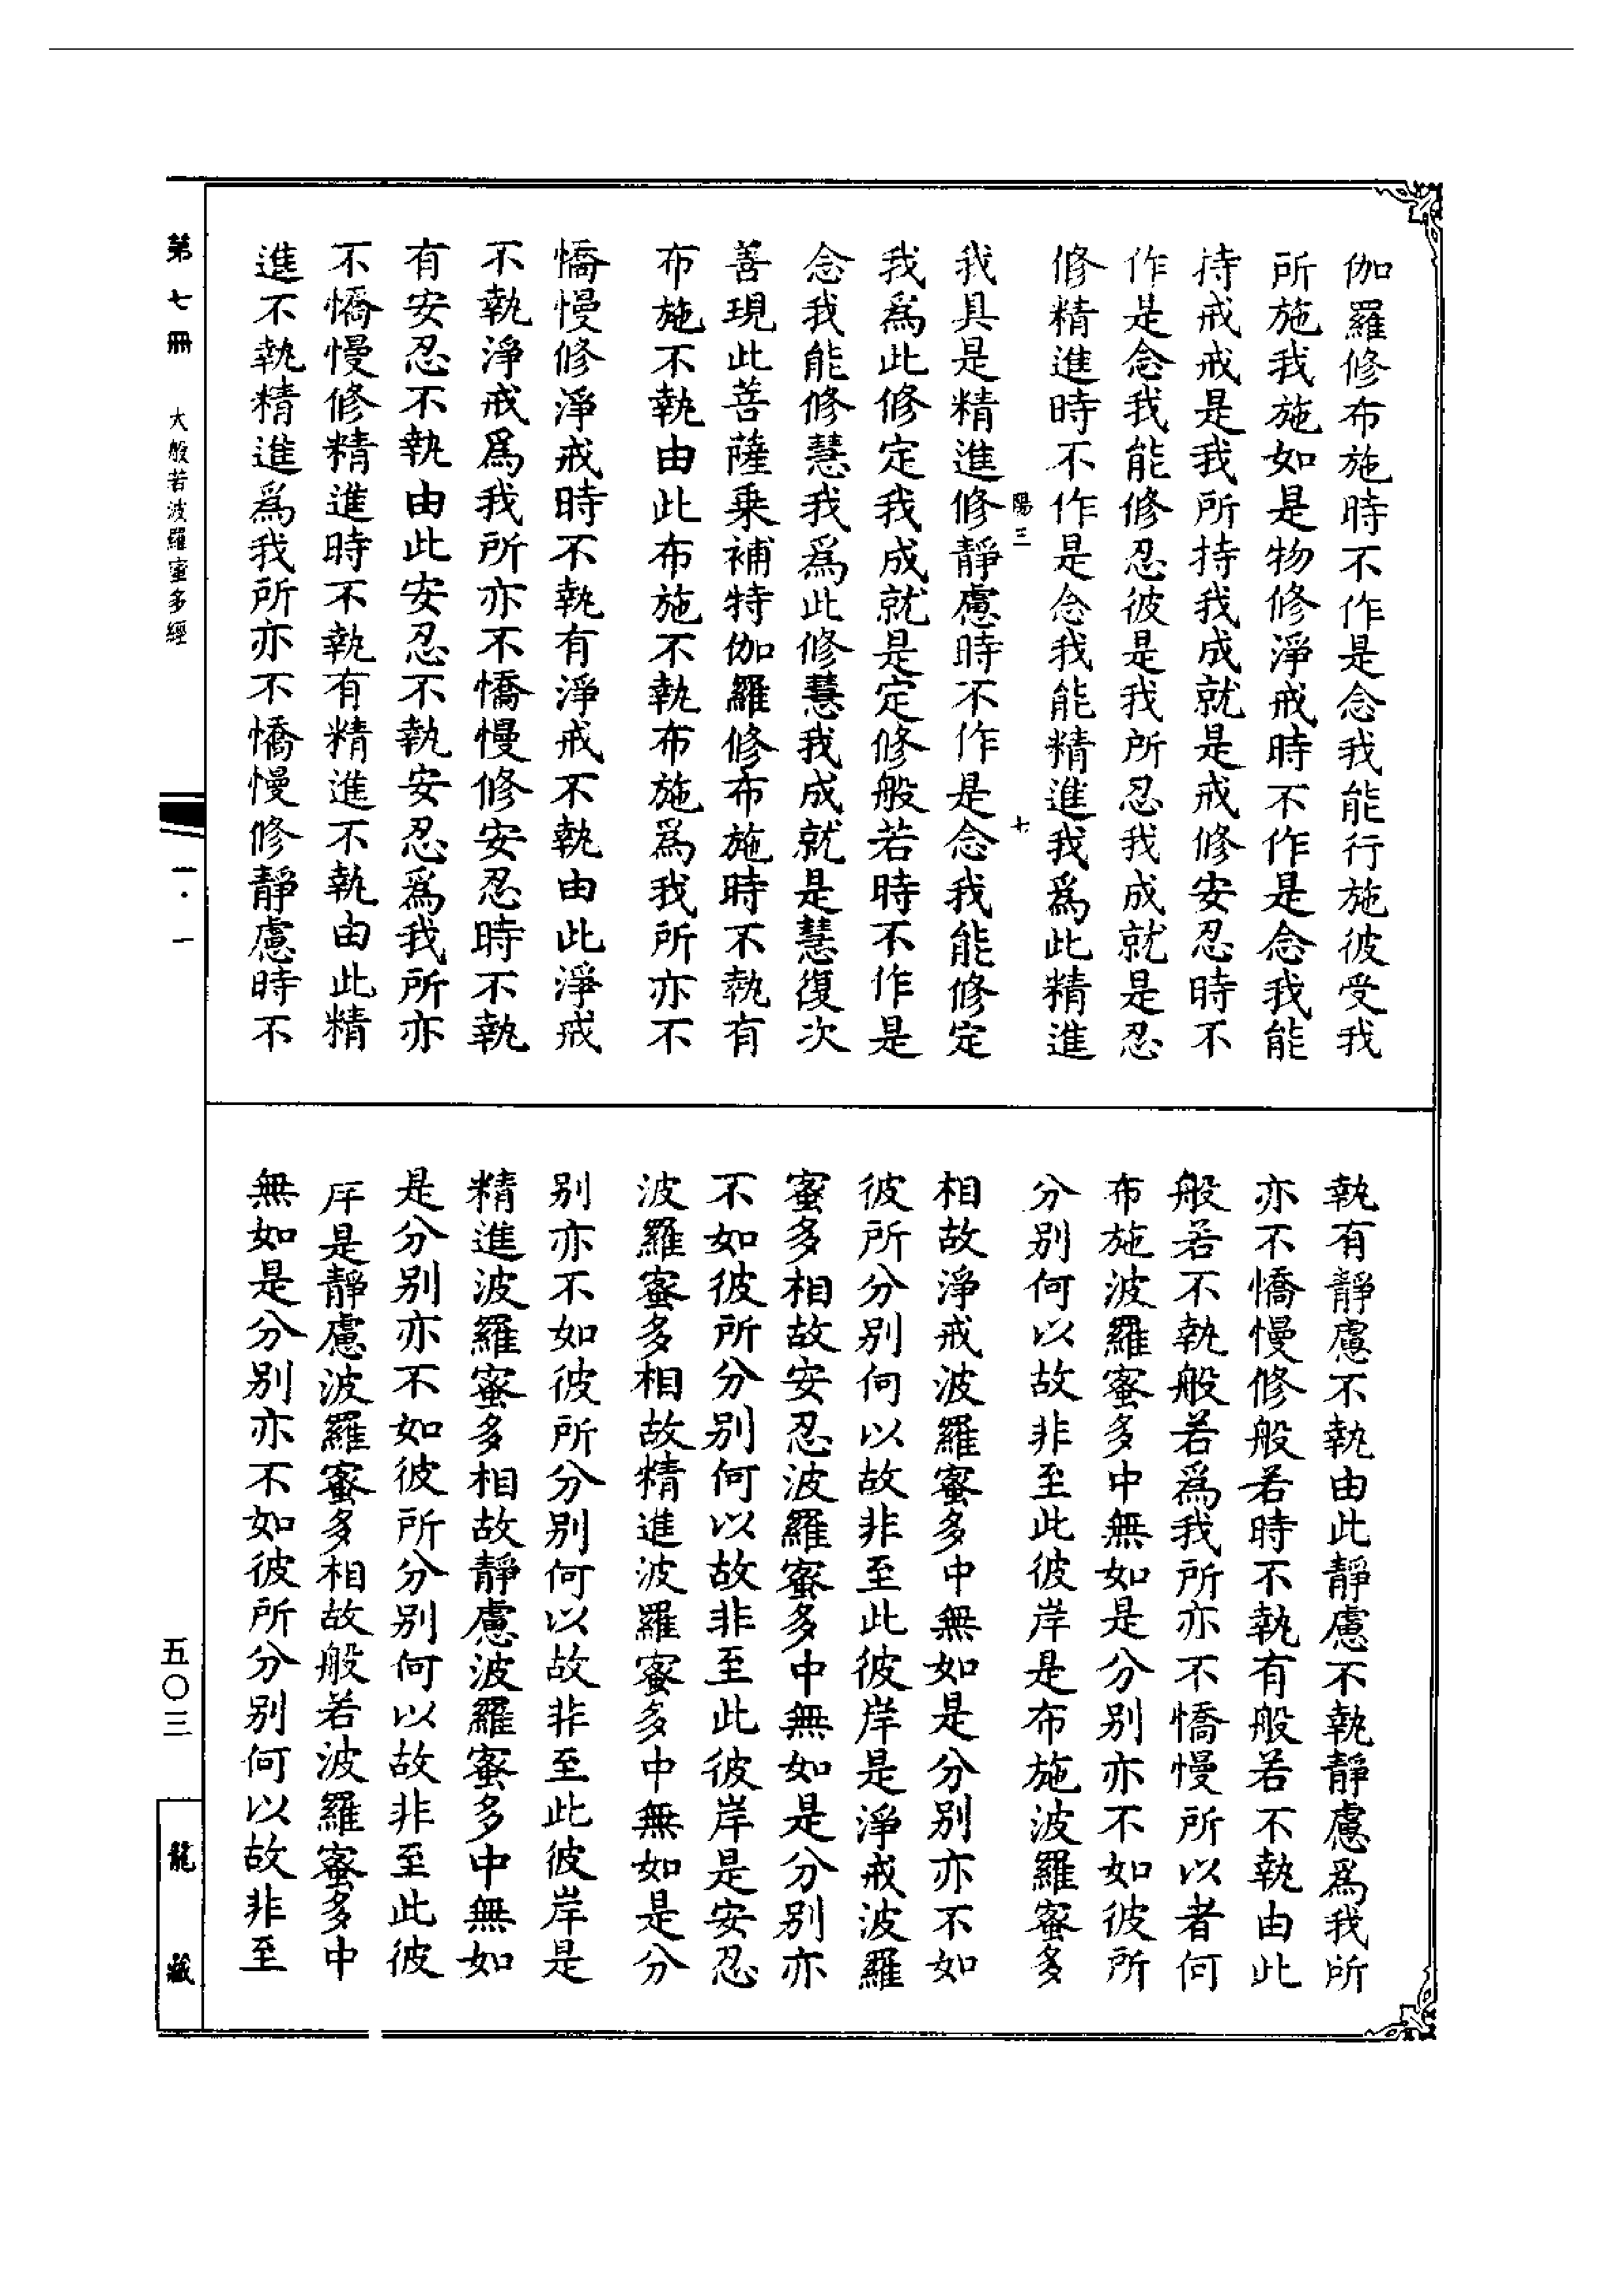 伽羅修布施時不作是念我能行施彼受我
所施我施如是物修淨戒時不作是念我能
持戒戒是我所持我成就是戒修安忍時不
作是念我能修忍彼是我所忍我成就是忍
修精進時不作是念我能精進我爲此精進
陽三 七
我具是精進修靜慮時不作是念我能修定
我爲此修定我成就是定修般若時不作是
念我能修慧我爲此修慧我成就是慧復次
善現此菩薩乗補特伽羅修布施時不執有
布施不執由此布施不執布施爲我所亦不
憍慢修淨戒時不執有淨戒不執由此淨戒
不執淨戒爲我所亦不憍慢修安忍時不執
有安忍不執由此安忍不執安忍爲我所亦
不憍慢修精進時不執有精進不執由此精
進不執精進爲我所亦不憍慢修靜慮時不
執有靜慮不執由此靜慮不執靜慮爲我所
亦不憍慢修般若時不執有般若不執由此
般若不執般若爲我所亦不憍慢所以者何
布施波羅蜜多中無如是分别亦不如彼所
分别何以故非至此彼岸是布施波羅蜜多
相故淨戒波羅蜜多中無如是分别亦不如
彼所分别何以故非至此彼岸是淨戒波羅
蜜多相故安忍波羅蜜多中無如是分别亦
不如彼所分别何以故非至此彼岸是安忍
波羅蜜多相故精進波羅蜜多中無如是分
别亦不如彼所分别何以故非至此彼岸是
精進波羅蜜多相故靜慮波羅蜜多中無如
是分别亦不如彼所分别何以故非至此彼
岸是靜慮波羅蜜多相故般若波羅蜜多中
無如是分别亦不如彼所分别何以故非至
第七冊 大般若波羅蜜多經 一·一 五〇三 龍藏